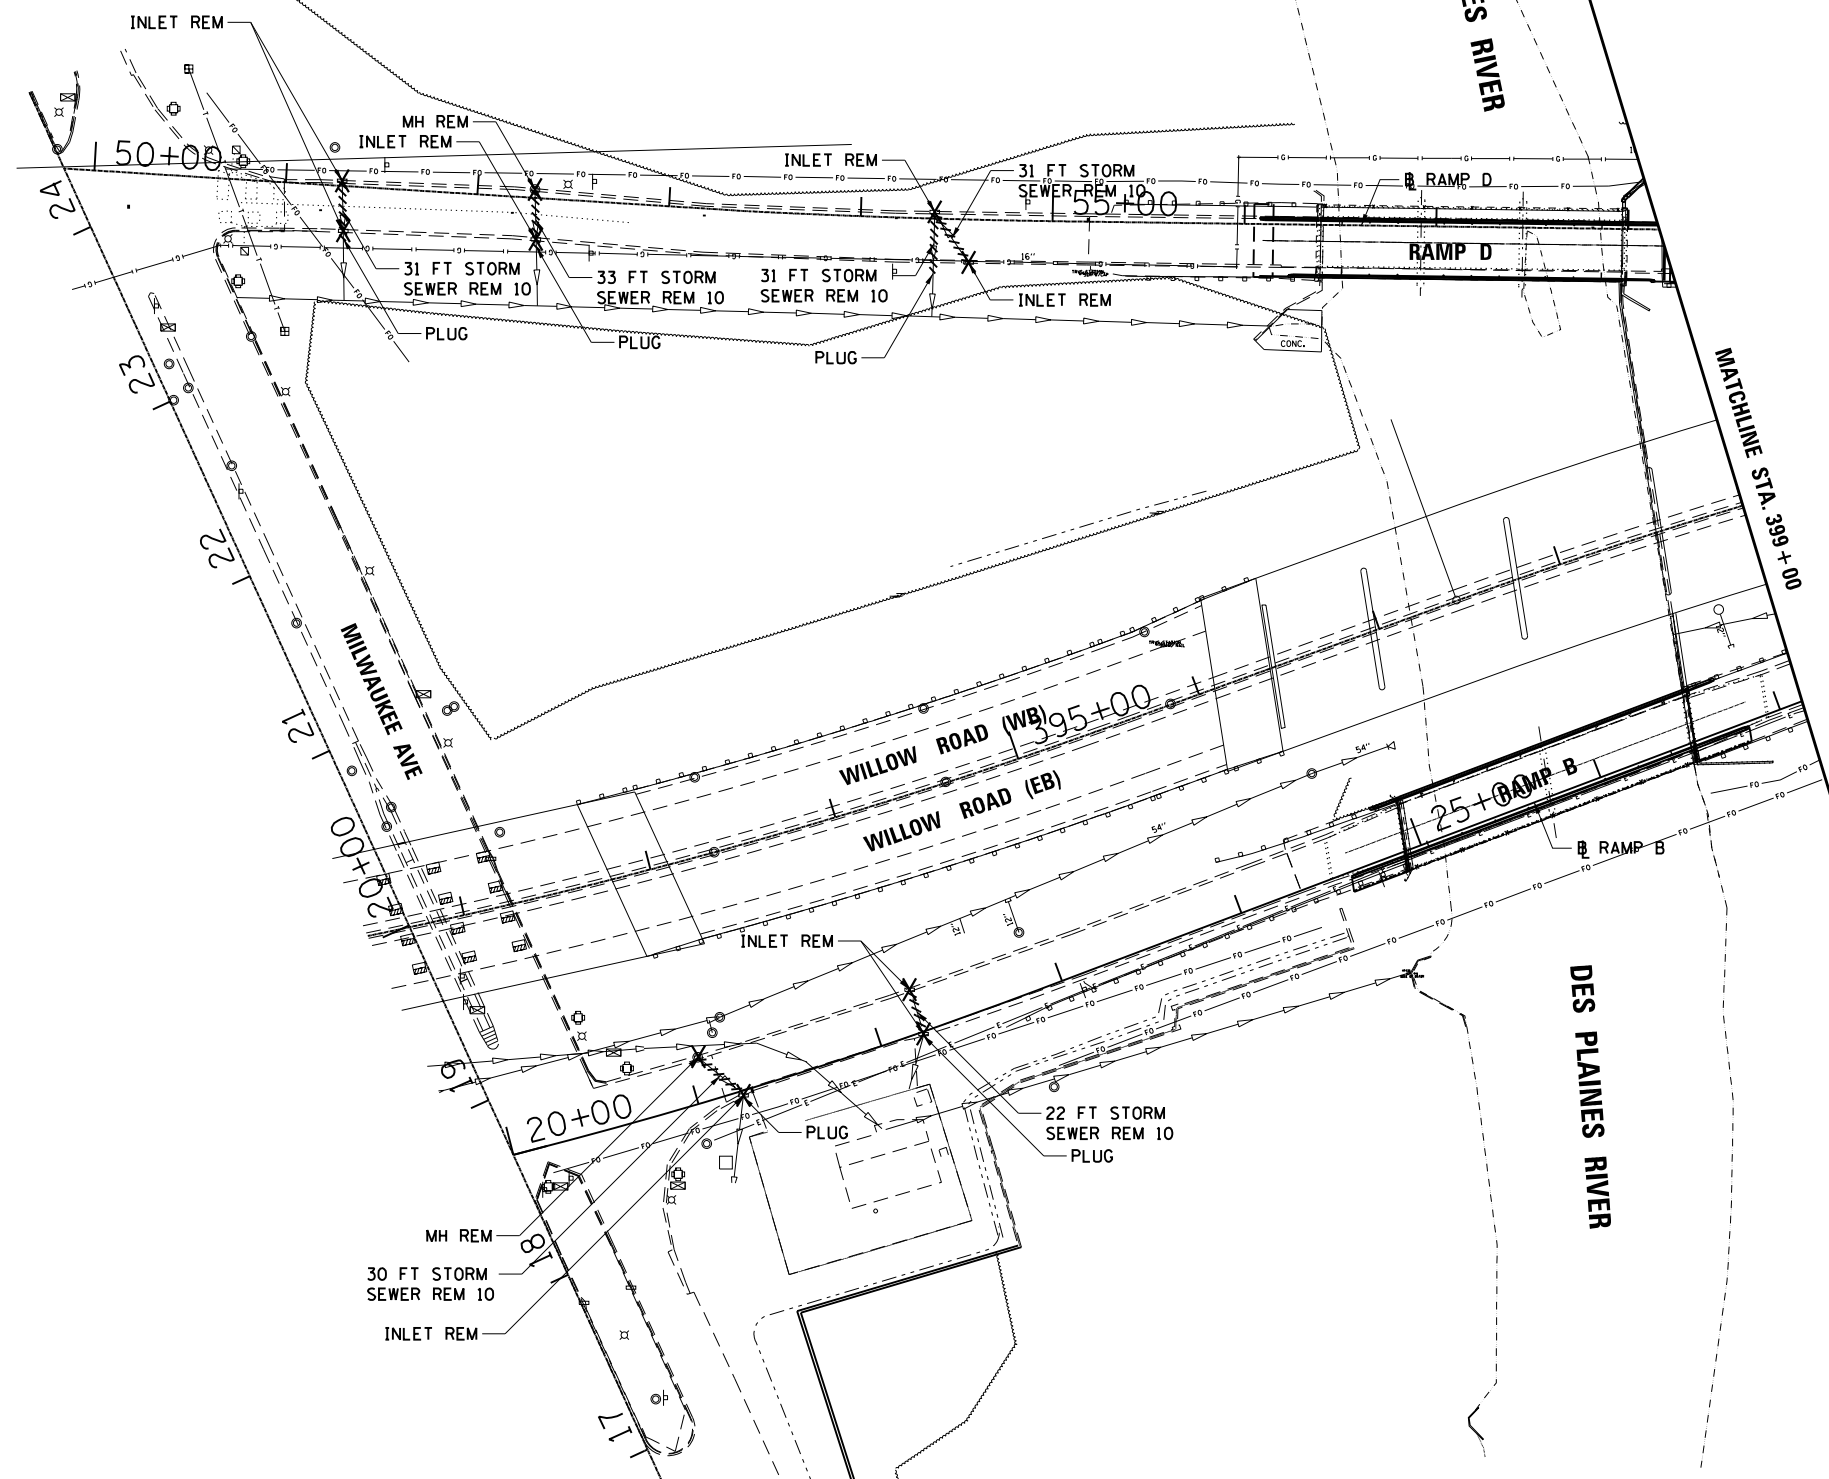 INLET REM
ES RIVER
MH REM
INLET REM
50+00
INLET REM
31 FT STORM
SEWER REM 10
55+00
RAMP D
24
RAMP D
31 FT STORM
SEWER REM 10
33 FT STORM
SEWER REM 10
31 FT STORM
SEWER REM 10
16"
INLET REM
PLUG
PLUG
PLUG
CONC.
23
MATCHLINE STA. 399+00
22
MILWAUKEE AVE
12"
21
WILLOW ROAD (WB)
395+00
WILLOW ROAD (EB)
54"
54"
RAMP B
25+00
RAMP B
20+00
INLET REM
12"
12"
DES PLAINES RIVER
19
20+00
PLUG
22 FT STORM
SEWER REM 10
PLUG
MH REM
18
30 FT STORM
SEWER REM 10
INLET REM
17